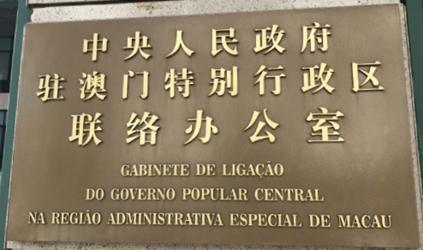 中央人民政府
驻澳门特别行政区
联络办公室
GABINETE DE LIGAÇÃO
DO GOVERNO POPULAR CENTRAL
NA REGIÃO ADMINISTRATIVA ESPECIAL DE MACAU